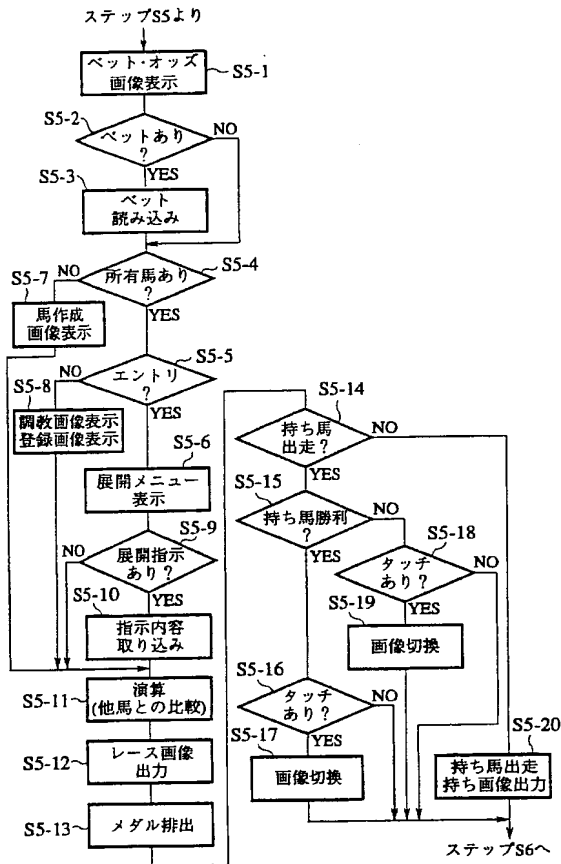 ステップS5より
ベット・オッズ
画像表示
S5-1
S5-2
ベットあり
?
NO
YES
S5-3
ベット
読み込み
S5-4
所有馬あり
?
NO
YES
S5-7
馬作成
画像表示
S5-5
エントリ
?
NO
YES
S5-8
調教画像表示
登録画像表示
S5-6
展開メニュー
表示
S5-9
展開指示
あり?
NO
YES
S5-10
指示内容
取り込み
S5-11
演算
(他馬との比較)
S5-12
レース画像
出力
S5-13
メダル排出
S5-14
持ち馬
出走?
NO
YES
S5-15
持ち馬勝利
?
NO
YES
S5-18
タッチ
あり?
NO
YES
S5-19
画像切換
S5-16
タッチ
あり?
NO
YES
S5-17
画像切換
S5-20
持ち馬出走
持ち画像出力
ステップS6へ